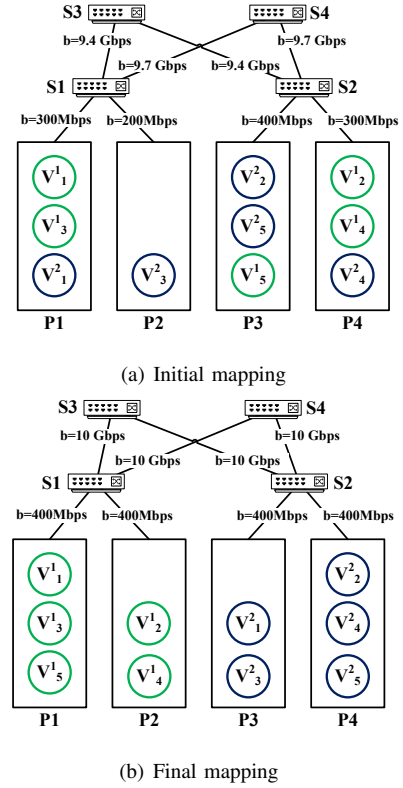 S3 S4
b=9.4 Gbps b=9.7 Gbps
b=9.7 Gbps b=9.4 Gbps
S1 S2
b=300Mbps b=200Mbps b=400Mbps b=300Mbps
V¹₁ V²₂ V¹₂
V¹₃ V²₅ V¹₄
V²₁ V²₃ V¹₅ V²₄
P1 P2 P3 P4
(a) Initial mapping
S3 S4
b=10 Gbps b=10 Gbps
b=10 Gbps b=10 Gbps
S1 S2
b=400Mbps b=400Mbps b=400Mbps b=400Mbps
V¹₁ V²₂
V¹₃ V¹₂ V²₁ V²₄
V¹₅ V¹₄ V²₃ V²₅
P1 P2 P3 P4
(b) Final mapping